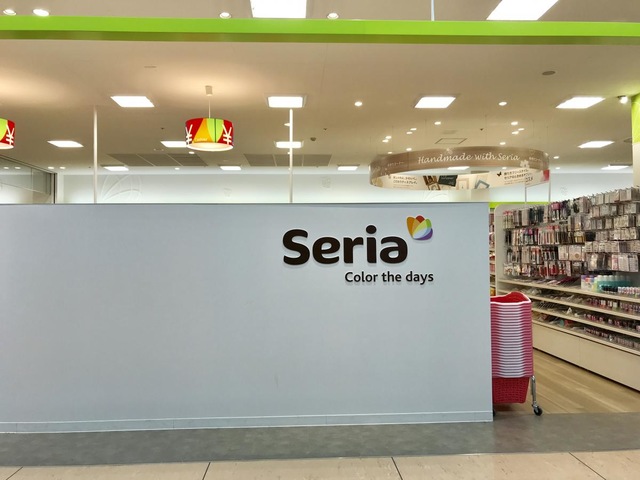 ¥
¥
¥
Handmade with Seria
Seria
Color the days